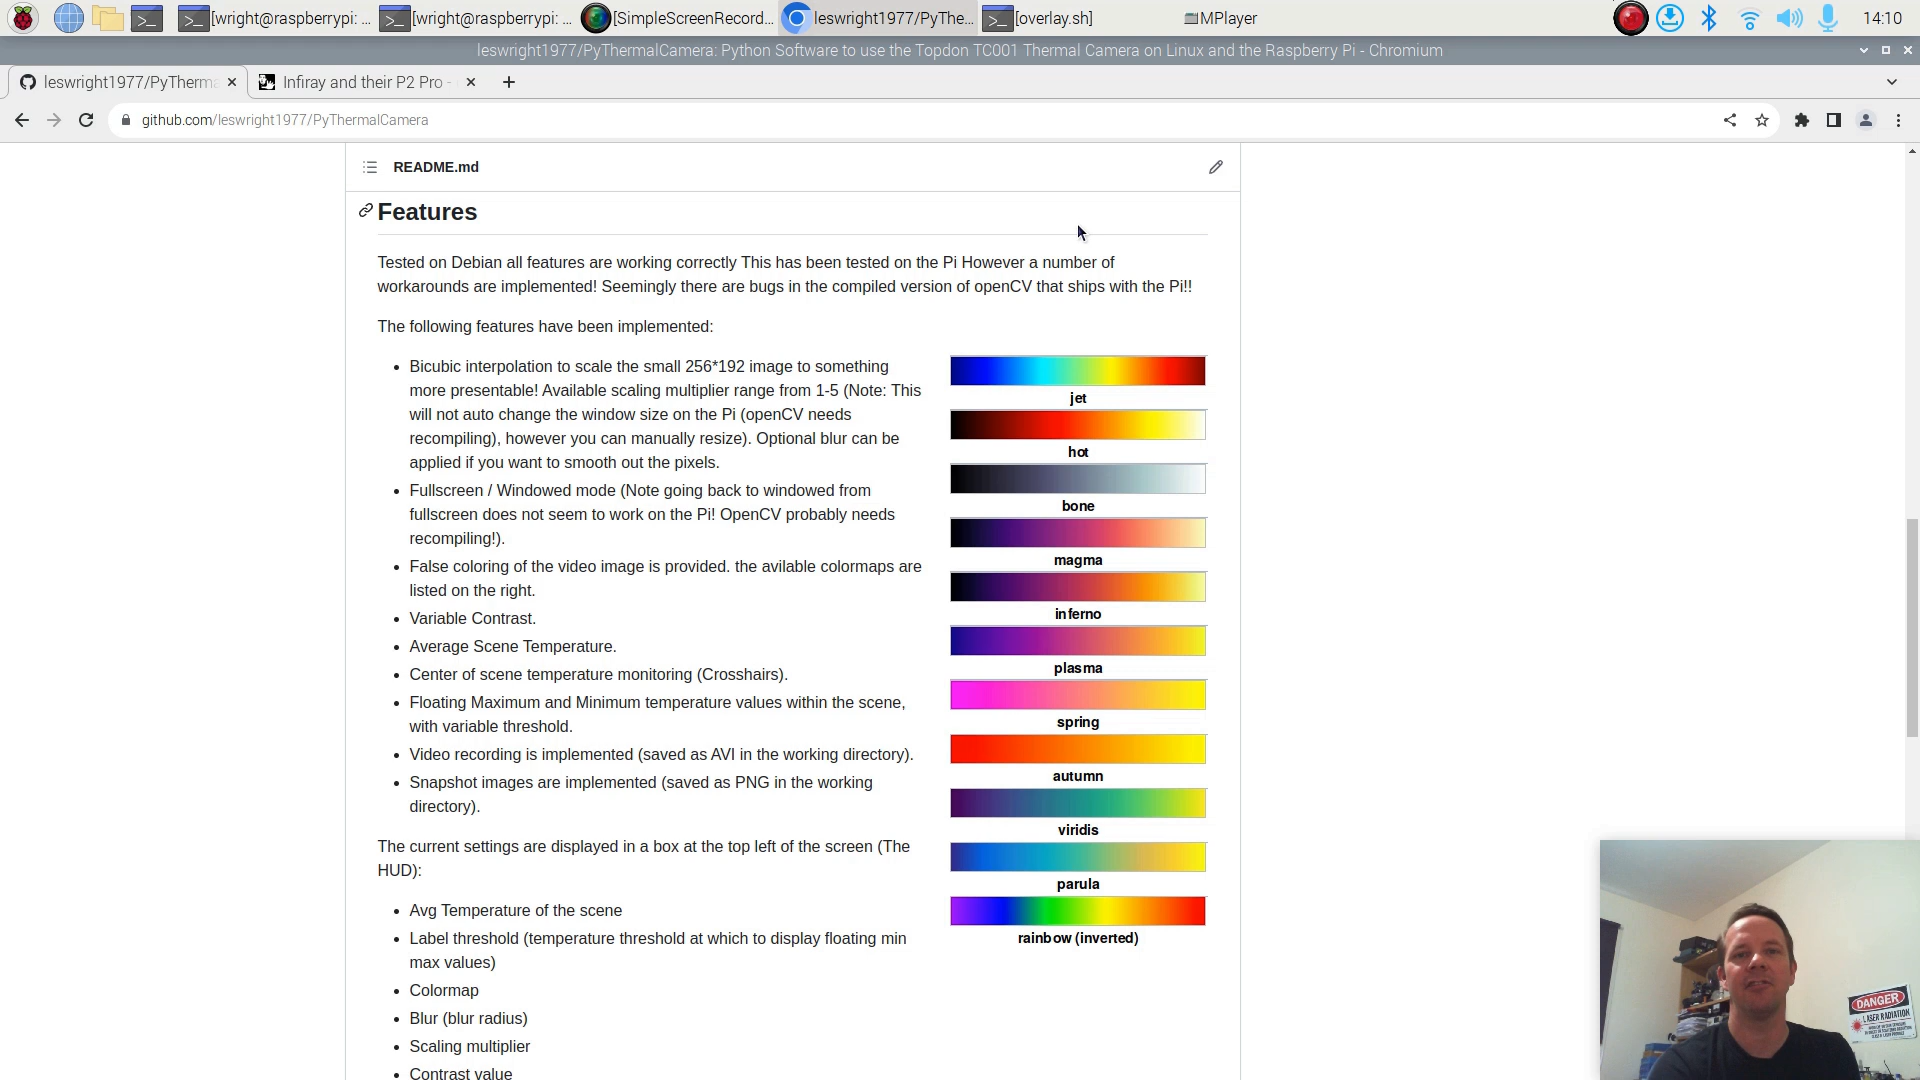 [wright@raspberrypi: ...
[wright@raspberrypi: ...
[SimpleScreenRecord...
leswright1977/PyThe...
[overlay.sh]
MPlayer
14:10
leswright1977/PyThermalCamera: Python Software to use the Topdon TC001 Thermal Camera on Linux and the Raspberry Pi - Chromium
leswright1977/PyTherma
Infiray and their P2 Pro -
github.com/leswright1977/PyThermalCamera
README.md
Features
Tested on Debian all features are working correctly This has been tested on the Pi However a number of
workarounds are implemented! Seemingly there are bugs in the compiled version of openCV that ships with the Pi!!
The following features have been implemented:
• Bicubic interpolation to scale the small 256*192 image to something
more presentable! Available scaling multiplier range from 1-5 (Note: This
will not auto change the window size on the Pi (openCV needs
recompiling), however you can manually resize). Optional blur can be
applied if you want to smooth out the pixels.
• Fullscreen / Windowed mode (Note going back to windowed from
fullscreen does not seem to work on the Pi! OpenCV probably needs
recompiling!).
• False coloring of the video image is provided. the avilable colormaps are
listed on the right.
• Variable Contrast.
• Average Scene Temperature.
• Center of scene temperature monitoring (Crosshairs).
• Floating Maximum and Minimum temperature values within the scene,
with variable threshold.
• Video recording is implemented (saved as AVI in the working directory).
• Snapshot images are implemented (saved as PNG in the working
directory).
jet
hot
bone
magma
inferno
plasma
spring
autumn
viridis
parula
rainbow (inverted)
The current settings are displayed in a box at the top left of the screen (The
HUD):
• Avg Temperature of the scene
• Label threshold (temperature threshold at which to display floating min
max values)
• Colormap
• Blur (blur radius)
• Scaling multiplier
• Contrast value
DANGER
LASER RADIATION